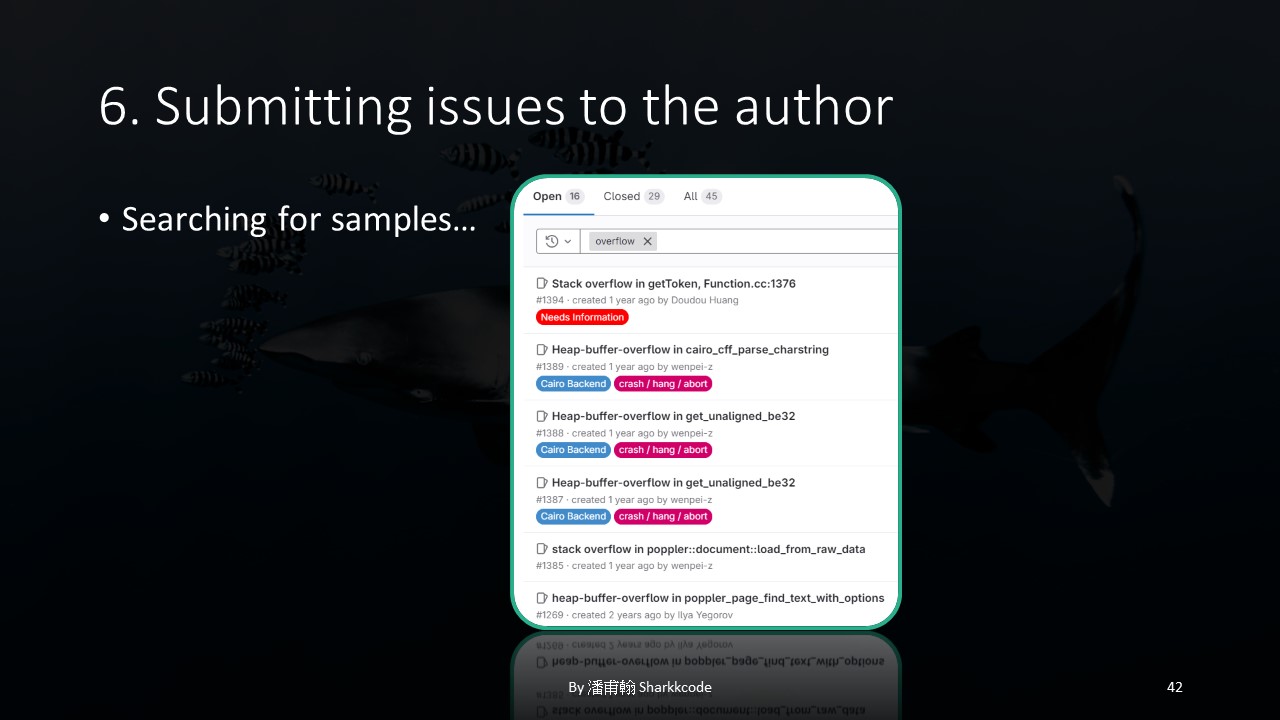 6. Submitting issues to the author
• Searching for samples…
Open 16 Closed 29 All 45
overflow
Stack overflow in getToken, Function.cc:1376
#1394 · created 1 year ago by Doudou Huang
Needs Information
Heap-buffer-overflow in cairo_cff_parse_charstring
#1389 · created 1 year ago by wenpei-z
Cairo Backend crash / hang / abort
Heap-buffer-overflow in get_unaligned_be32
#1388 · created 1 year ago by wenpei-z
Cairo Backend crash / hang / abort
Heap-buffer-overflow in get_unaligned_be32
#1387 · created 1 year ago by wenpei-z
Cairo Backend crash / hang / abort
stack overflow in poppler::document::load_from_raw_data
#1385 · created 1 year ago by wenpei-z
heap-buffer-overflow in poppler_page_find_text_with_options
#1269 · created 2 years ago by Ilya Yegorov
By 潘甫翰 Sharkkcode
42